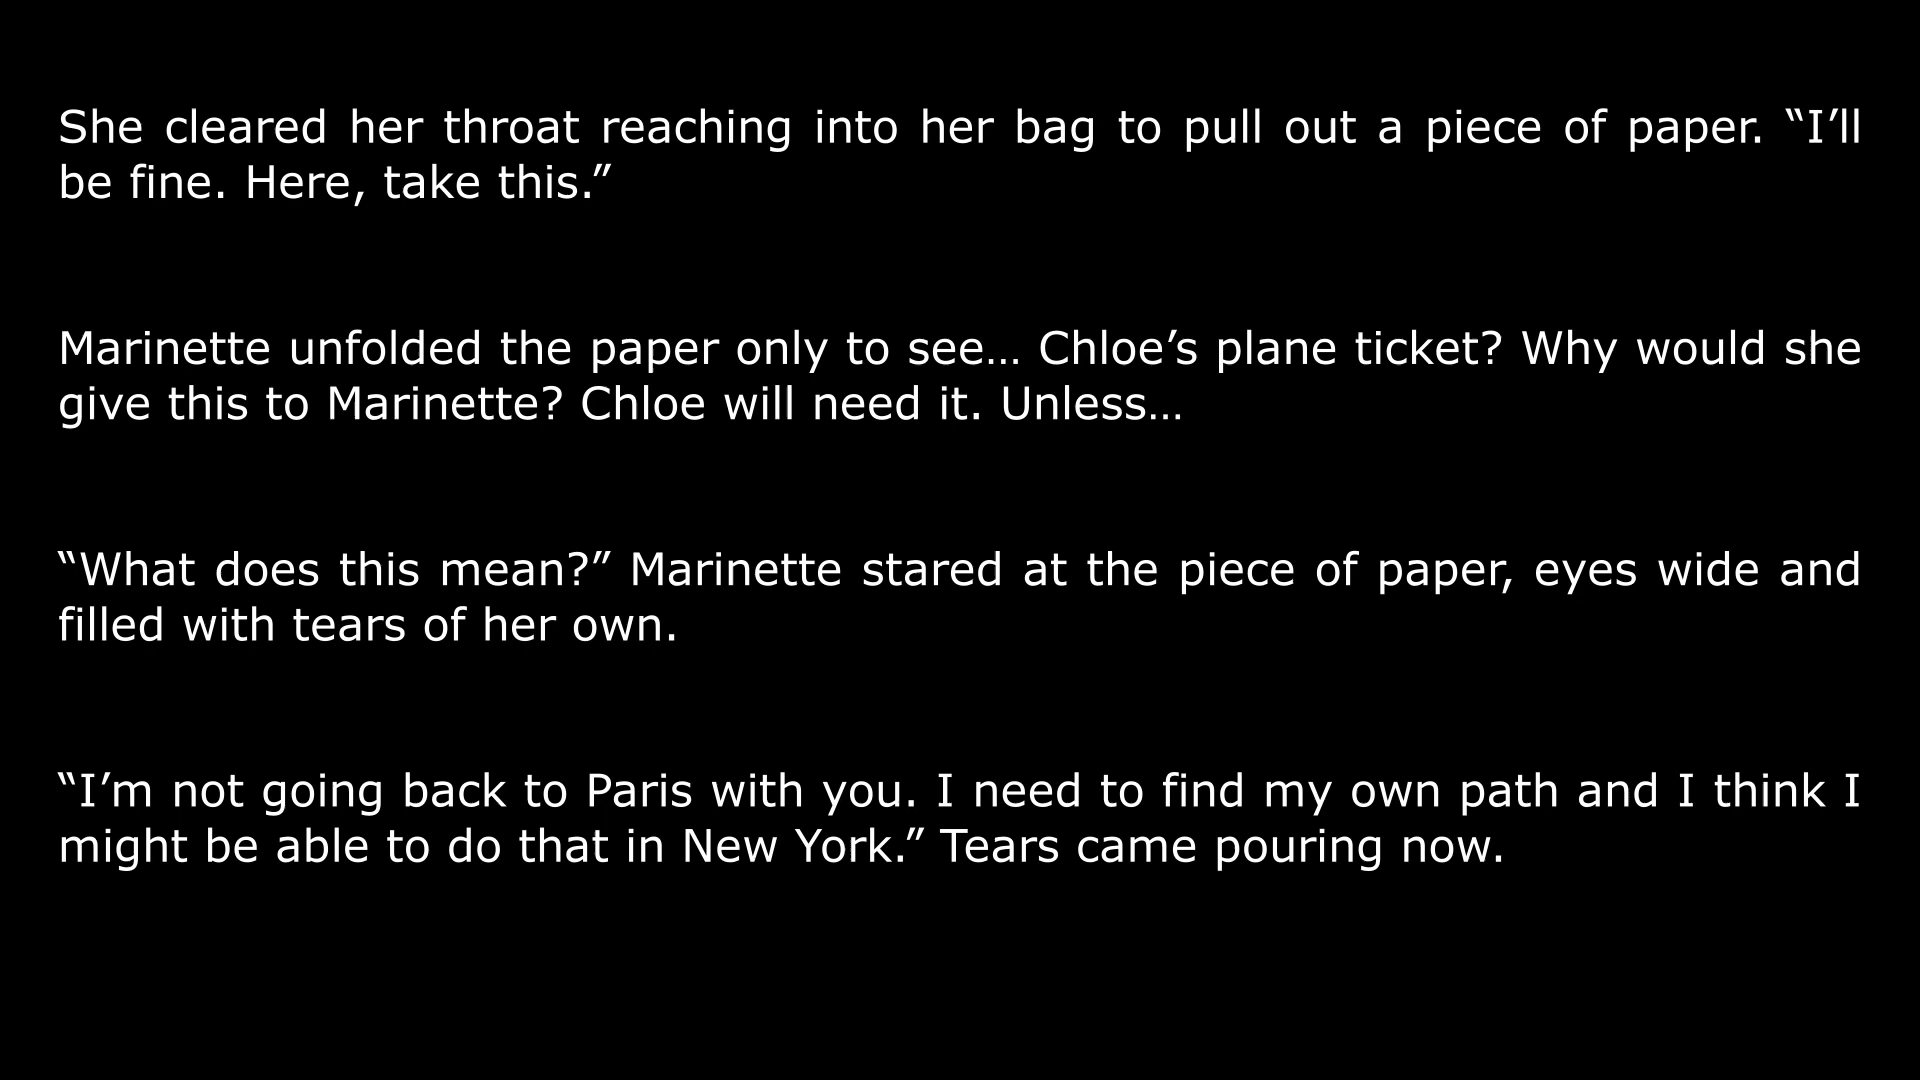 She cleared her throat reaching into her bag to pull out a piece of paper. “I’ll
be fine. Here, take this.”
Marinette unfolded the paper only to see… Chloe’s plane ticket? Why would she
give this to Marinette? Chloe will need it. Unless…
“What does this mean?” Marinette stared at the piece of paper, eyes wide and
filled with tears of her own.
“I’m not going back to Paris with you. I need to find my own path and I think I
might be able to do that in New York.” Tears came pouring now.